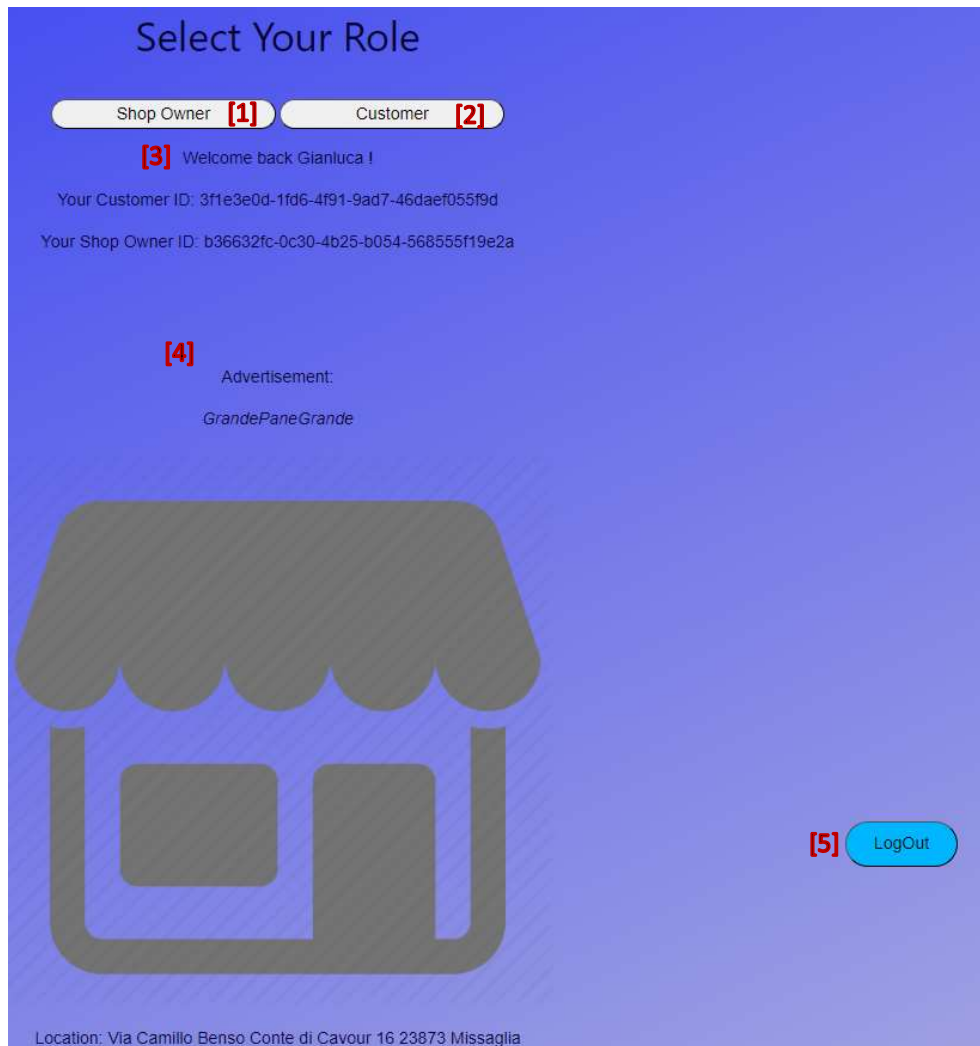 Select Your Role
Shop Owner [1] Customer [2]
[3] Welcome back Gianluca !
Your Customer ID: 3f1e3e0d-1fd6-4f91-9ad7-46daef055f9d
Your Shop Owner ID: b36632fc-0c30-4b25-b054-568555f19e2a
[4]
Advertisement:
GrandePaneGrande
[5] LogOut
Location: Via Camillo Benso Conte di Cavour 16 23873 Missaglia